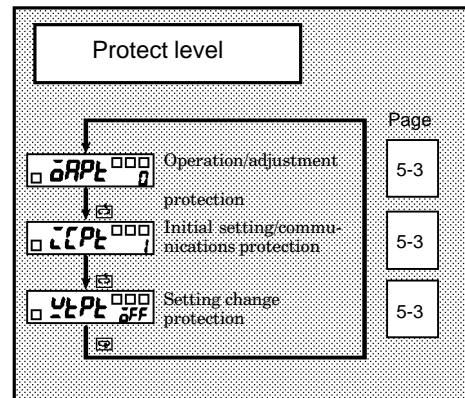 Protect level
Page
oAPt 0
Operation/adjustment
protection
5-3
iCPt 1
Initial setting/commu-
nications protection
5-3
WtPt oFF
Setting change
protection
5-3